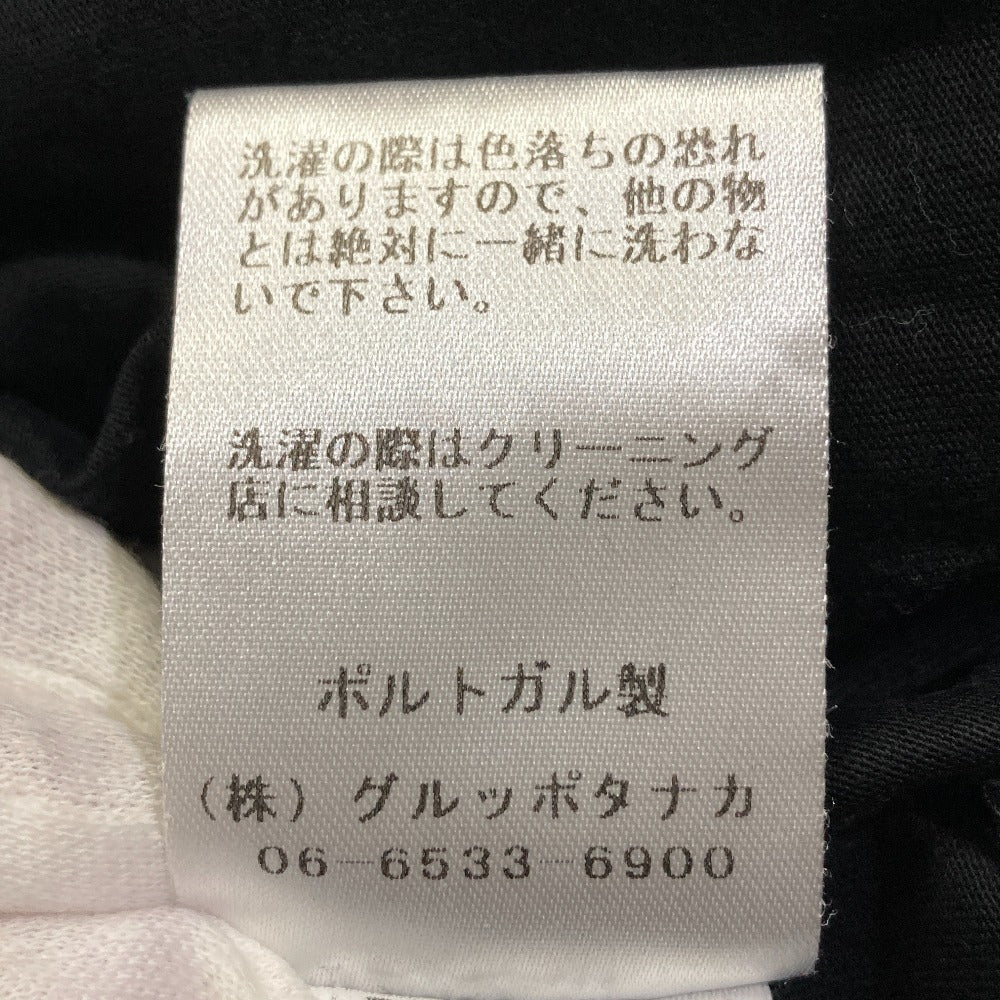 洗濯の際は色落ちの恐れ
がありますので、他の物
とは絶対に一緒に洗わな
いで下さい。
洗濯の際はクリーニング
店に相談してください。
ポルトガル製
（株）グルッポタナカ
06-6533-6900